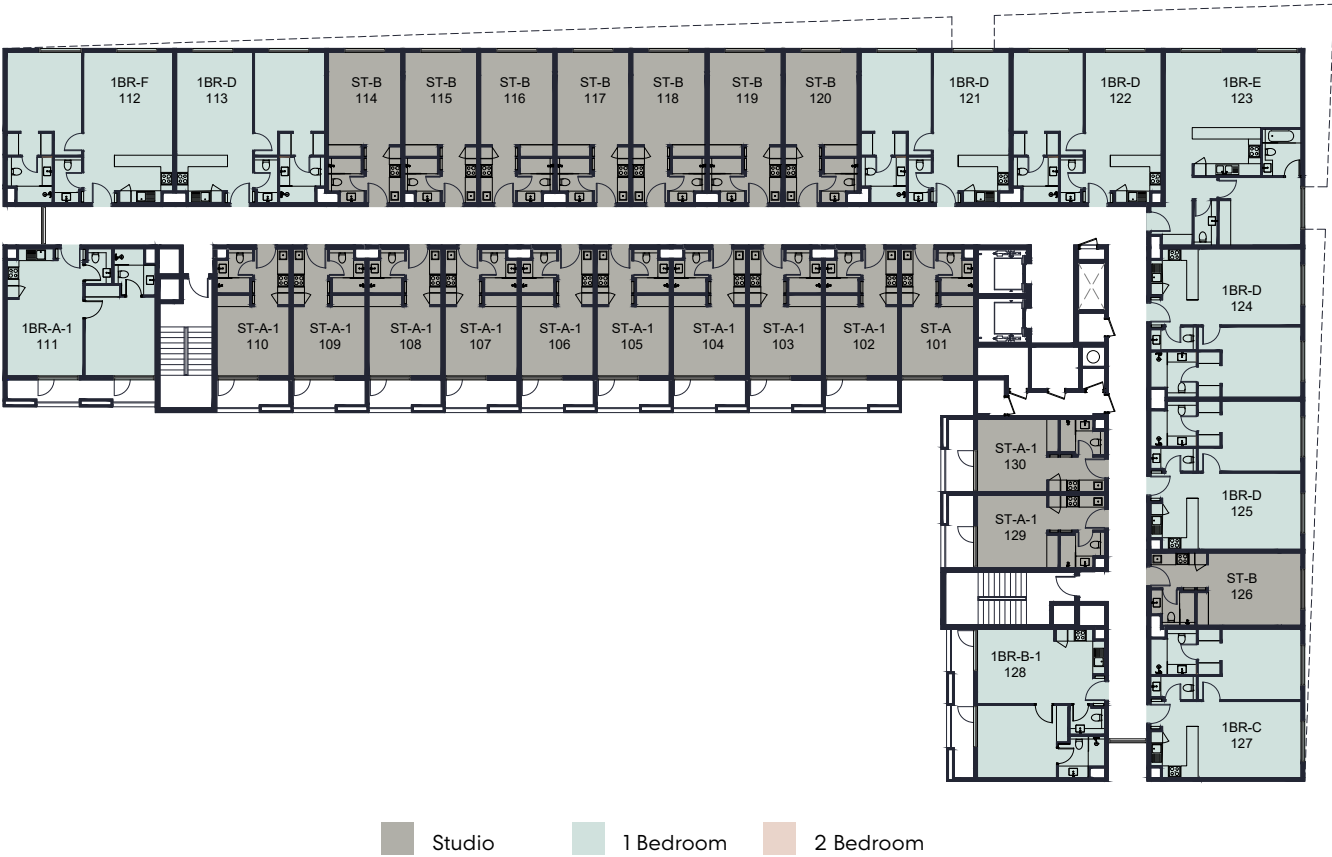 1BR-F
112
1BR-D
113
ST-B
114
ST-B
115
ST-B
116
ST-B
117
ST-B
118
ST-B
119
ST-B
120
1BR-D
121
1BR-D
122
1BR-E
123
1BR-A-1
111
ST-A-1
110
ST-A-1
109
ST-A-1
108
ST-A-1
107
ST-A-1
106
ST-A-1
105
ST-A-1
104
ST-A-1
103
ST-A-1
102
ST-A
101
1BR-D
124
ST-A-1
130
ST-A-1
129
1BR-D
125
ST-B
126
1BR-B-1
128
1BR-C
127
Studio
1 Bedroom
2 Bedroom